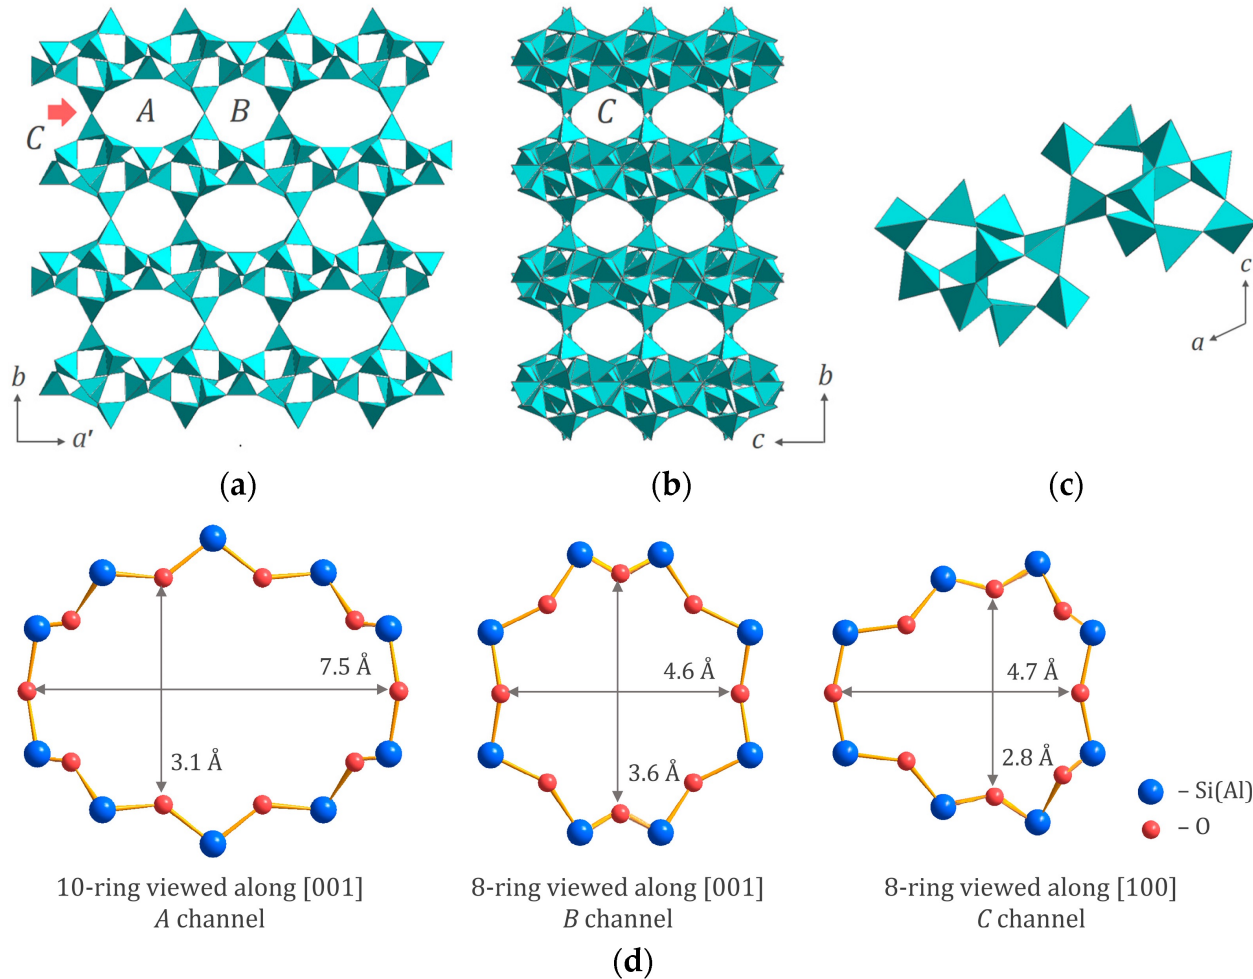 A
B
C
b
a′
(a)
C
b
c
(b)
c
a
(c)
7.5 Å
3.1 Å
4.6 Å
3.6 Å
4.7 Å
2.8 Å
– Si(Al)
– O
10-ring viewed along [001]
A channel
8-ring viewed along [001]
B channel
8-ring viewed along [100]
C channel
(d)